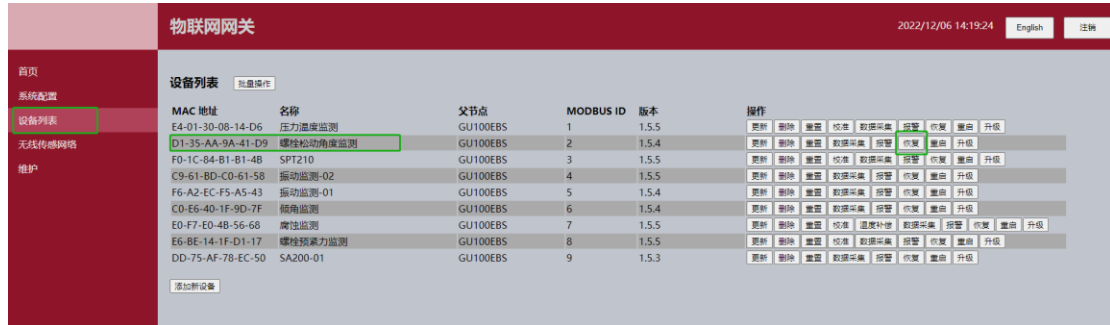 物联网网关 2022/12/06 14:19:24 English 注销
首页
系统配置
设备列表
无线传感网络
维护
设备列表 批量操作
MAC 地址 名称 父节点 MODBUS ID 版本 操作
E4-01-30-08-14-D6 压力温度监测 GU100EBS 1 1.5.5 更新 删除 重置 校准 数据采集 报警 恢复 重启 升级
D1-35-AA-9A-41-D9 螺栓松动角度监测 GU100EBS 2 1.5.4 更新 删除 重置 数据采集 报警 恢复 重启 升级
F0-1C-84-B1-B1-4B SPT210 GU100EBS 3 1.5.5 更新 删除 重置 校准 数据采集 报警 恢复 重启 升级
C9-61-BD-C0-61-58 振动监测-02 GU100EBS 4 1.5.5 更新 删除 重置 数据采集 报警 恢复 重启 升级
F6-A2-EC-F5-A5-43 振动监测-01 GU100EBS 5 1.5.4 更新 删除 重置 数据采集 报警 恢复 重启 升级
C0-E6-40-1F-9D-7F 倾角监测 GU100EBS 6 1.5.4 更新 删除 重置 数据采集 报警 恢复 重启 升级
E0-F7-E0-4B-56-68 腐蚀监测 GU100EBS 7 1.5.5 更新 删除 重置 校准 温度补偿 数据采集 报警 恢复 重启 升级
E6-BE-14-1F-D1-17 螺栓预紧力监测 GU100EBS 8 1.5.5 更新 删除 重置 校准 数据采集 报警 恢复 重启 升级
DD-75-AF-78-EC-50 SA200-01 GU100EBS 9 1.5.3 更新 删除 重置 数据采集 报警 恢复 重启 升级
添加新设备